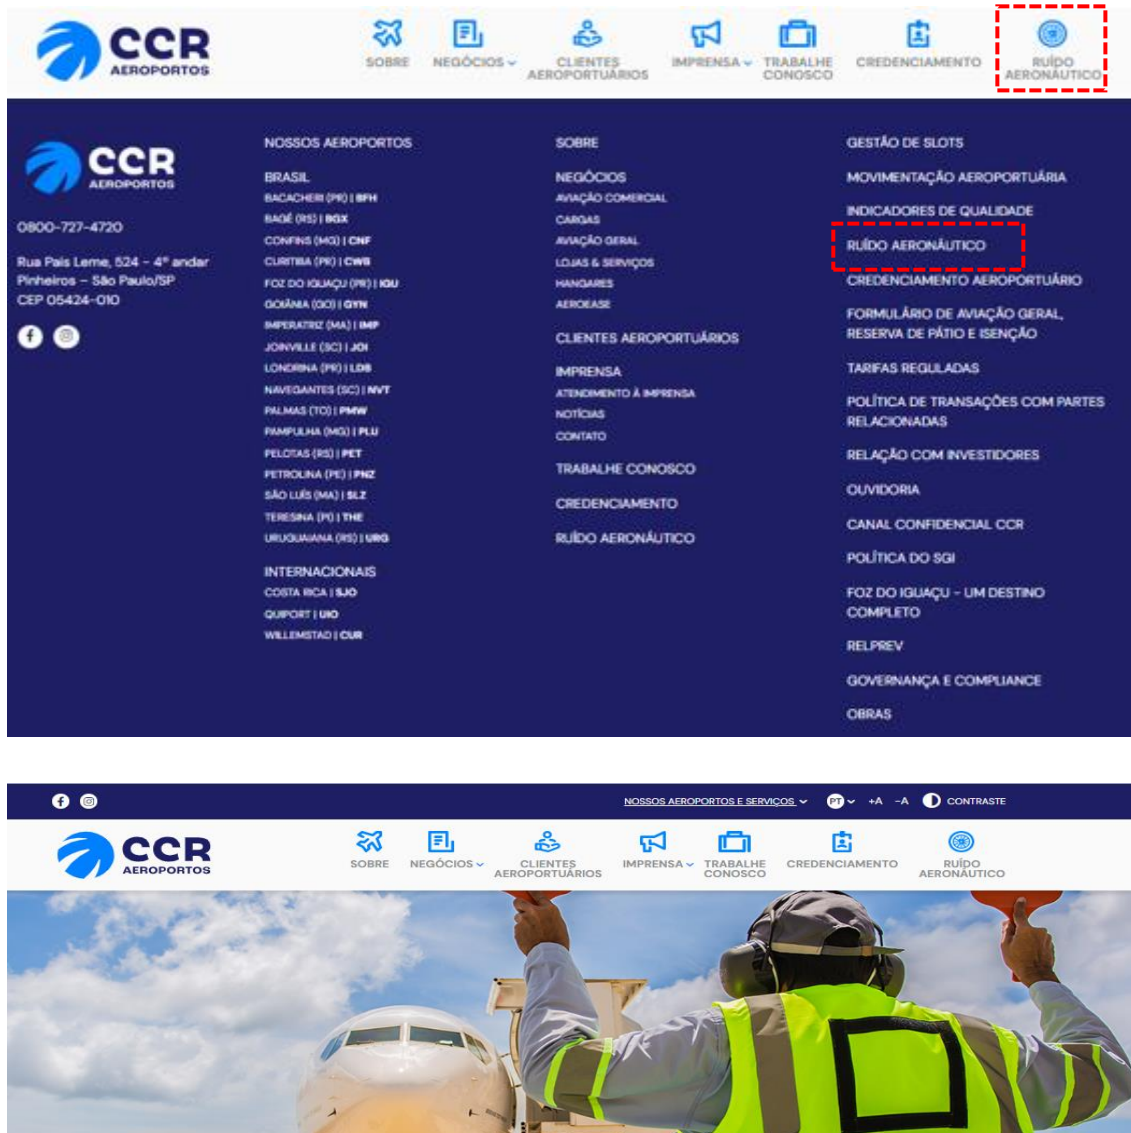 CCR
AEROPORTOS
SOBRE
NEGÓCIOS
CLIENTES
AEROPORTUÁRIOS
IMPRENSA
TRABALHE
CONOSCO
CREDENCIAMENTO
RUÍDO
AERONÁUTICO
CCR
AEROPORTOS
0800-727-4720
Rua Pais Leme, 524 - 4º andar
Pinheiros – São Paulo/SP
CEP 05424-010
NOSSOS AEROPORTOS
BRASIL
BACACHERI (PR) | BFH
BAGÉ (RS) | BGX
CONFINS (MG) | CNF
CURITIBA (PR) | CWB
FOZ DO IGUAÇU (PR) | IGU
GOIÂNIA (GO) | GYN
IMPERATRIZ (MA) | IMP
JOINVILLE (SC) | JOI
LONDRINA (PR) | LDB
NAVEGANTES (SC) | NVT
PALMAS (TO) | PMW
PAMPULHA (MG) | PLU
PELOTAS (RS) | PET
PETROLINA (PE) | PNZ
SÃO LUÍS (MA) | SLZ
TERESINA (PI) | THE
URUGUAIANA (RS) | URG
INTERNACIONAIS
COSTA RICA | SJO
QUIPORT | UIO
WILLEMSTAD | CUR
SOBRE
NEGÓCIOS
AVIAÇÃO COMERCIAL
CARGAS
AVIAÇÃO GERAL
LOJAS & SERVIÇOS
HANGARES
AEROEASE
CLIENTES AEROPORTUÁRIOS
IMPRENSA
ATENDIMENTO À IMPRENSA
NOTÍCIAS
CONTATO
TRABALHE CONOSCO
CREDENCIAMENTO
RUÍDO AERONÁUTICO
GESTÃO DE SLOTS
MOVIMENTAÇÃO AEROPORTUÁRIA
INDICADORES DE QUALIDADE
RUÍDO AERONÁUTICO
CREDENCIAMENTO AEROPORTUÁRIO
FORMULÁRIO DE AVIAÇÃO GERAL,
RESERVA DE PÁTIO E ISENÇÃO
TARIFAS REGULADAS
POLÍTICA DE TRANSAÇÕES COM PARTES
RELACIONADAS
RELAÇÃO COM INVESTIDORES
OUVIDORIA
CANAL CONFIDENCIAL CCR
POLÍTICA DO SGI
FOZ DO IGUAÇU - UM DESTINO
COMPLETO
RELPREV
GOVERNANÇA E COMPLIANCE
OBRAS
NOSSOS AEROPORTOS E SERVIÇOS
PT
+A
-A
CONTRASTE
CCR
AEROPORTOS
SOBRE
NEGÓCIOS
CLIENTES
AEROPORTUÁRIOS
IMPRENSA
TRABALHE
CONOSCO
CREDENCIAMENTO
RUÍDO
AERONÁUTICO